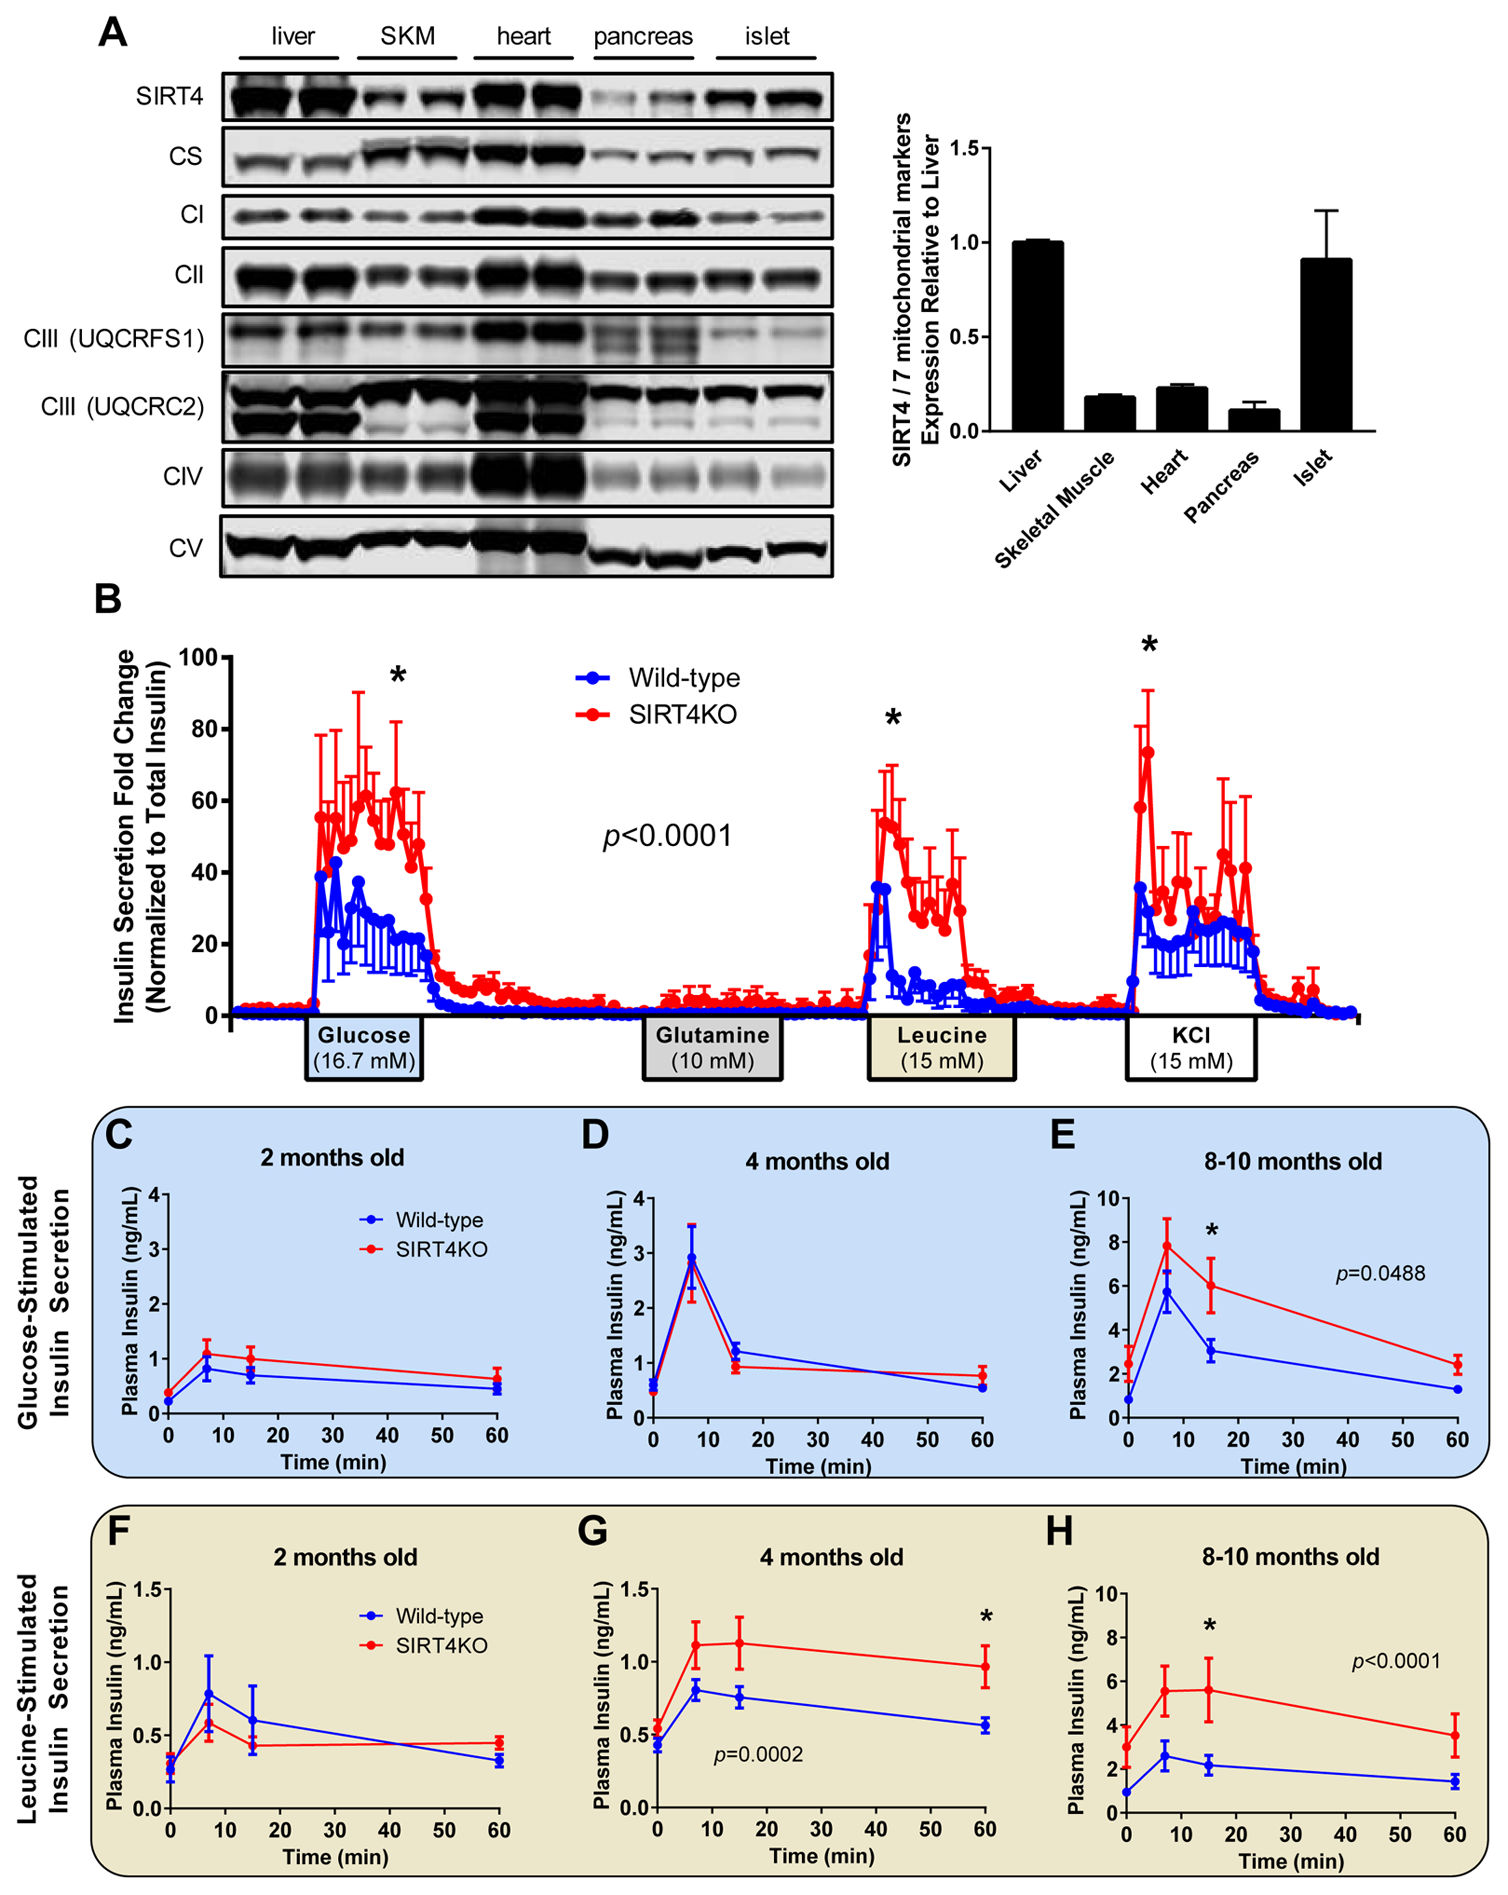 A
liver SKM heart pancreas islet
SIRT4
CS
CI
CII
CIII (UQCRFS1)
CIII (UQCRC2)
CIV
CV
SIRT4 / 7 mitochondrial markers
Expression Relative to Liver
1.5
1.0
0.5
0.0
Liver
Skeletal Muscle
Heart
Pancreas
Islet
B
Insulin Secretion Fold Change
(Normalized to Total Insulin)
100
80
60
40
20
0
Wild-type
SIRT4KO
p<0.0001
*
*
*
Glucose
(16.7 mM)
Glutamine
(10 mM)
Leucine
(15 mM)
KCl
(15 mM)
Glucose-Stimulated
Insulin Secretion
C
2 months old
Plasma Insulin (ng/mL)
4
3
2
1
0
Wild-type
SIRT4KO
0 10 20 30 40 50 60
Time (min)
D
4 months old
Plasma Insulin (ng/mL)
4
3
2
1
0
0 10 20 30 40 50 60
Time (min)
E
8-10 months old
Plasma Insulin (ng/mL)
10
8
6
4
2
0
*
p=0.0488
0 10 20 30 40 50 60
Time (min)
Leucine-Stimulated
Insulin Secretion
F
2 months old
Plasma Insulin (ng/mL)
1.5
1.0
0.5
0.0
Wild-type
SIRT4KO
0 10 20 30 40 50 60
Time (min)
G
4 months old
Plasma Insulin (ng/mL)
1.5
1.0
0.5
0.0
*
p=0.0002
0 10 20 30 40 50 60
Time (min)
H
8-10 months old
Plasma Insulin (ng/mL)
10
8
6
4
2
0
*
p<0.0001
0 10 20 30 40 50 60
Time (min)